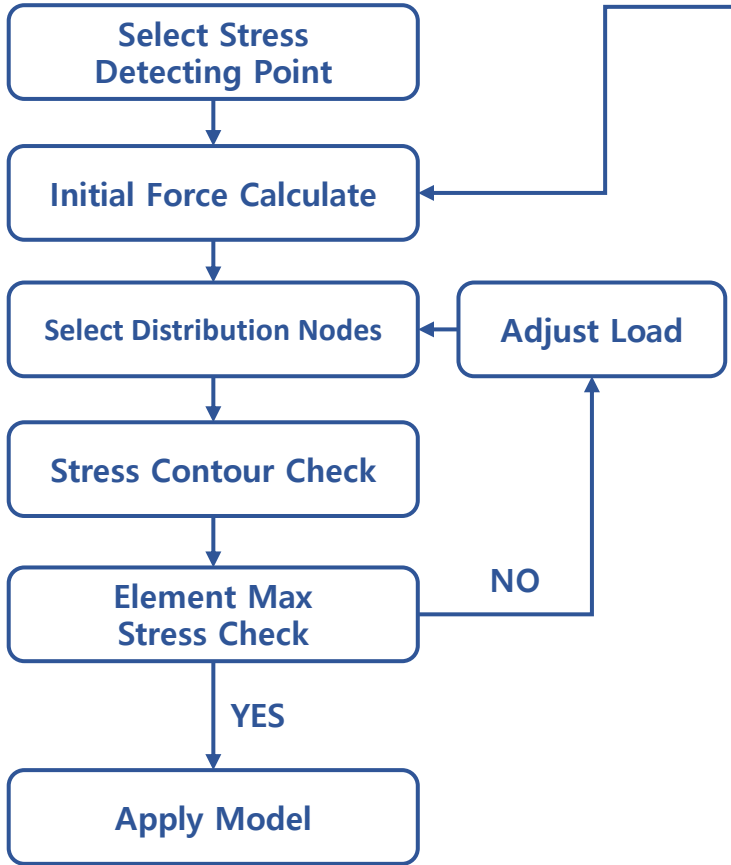 Select Stress
Detecting Point
Initial Force Calculate
Select Distribution Nodes
Adjust Load
Stress Contour Check
Element Max
Stress Check
NO
YES
Apply Model